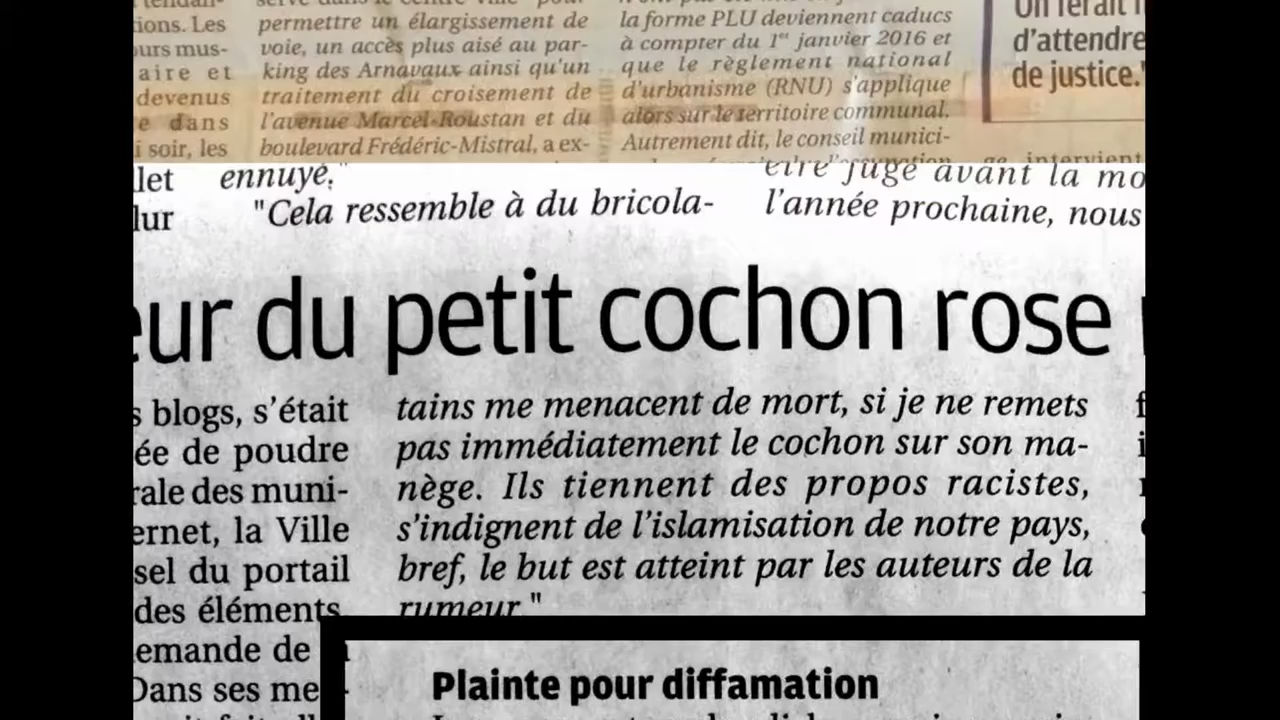 ions. Les
urs mus-
aire et
devenus
e dans
i soir, les
permettre un élargissement de
voie, un accès plus aisé au par-
king des Arnavaux ainsi qu'un
traitement du croisement de
l'avenue Marcel-Roustan et du
boulevard Frédéric-Mistral, a ex-
la forme PLU deviennent caducs
à compter du 1er janvier 2016 et
que le règlement national
d'urbanisme (RNU) s'applique
alors sur le territoire communal.
Autrement dit, le conseil munici-
On ferait
d'attendre
de justice."
intervient
let
lur
ennuyé."
"Cela ressemble à du bricola-
être jugé avant la mo
l'année prochaine, nous
eur du petit cochon rose
s blogs, s'était
ée de poudre
rale des muni-
ernet, la Ville
sel du portail
des éléments
emande de
Dans ses me
tains me menacent de mort, si je ne remets
pas immédiatement le cochon sur son ma-
nège. Ils tiennent des propos racistes,
s'indignent de l'islamisation de notre pays,
bref, le but est atteint par les auteurs de la
rumeur."
Plainte pour diffamation